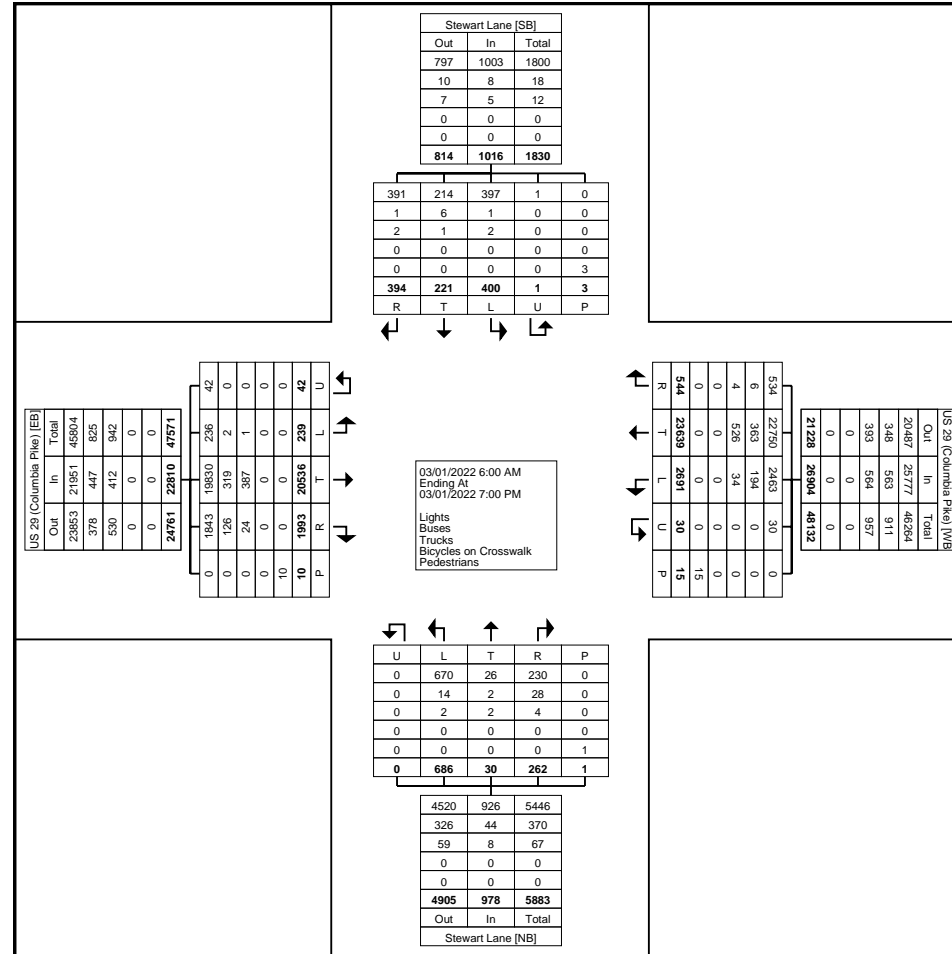 Stewart Lane [SB]
Out In Total
797 1003 1800
10 8 18
7 5 12
0 0 0
0 0 0
814 1016 1830
391 214 397 1 0
1 6 1 0 0
2 1 2 0 0
0 0 0 0 0
0 0 0 0 3
394 221 400 1 3
R T L U P
US 29 (Columbia Pike) [EB]
Total In Out
45804 21951 23853
825 447 378
942 412 530
0 0 0
0 0 0
47571 22810 24761
42 236 19830 1843 0
0 2 319 126 0
0 1 387 24 0
0 0 0 0 0
0 0 0 0 10
42 239 20536 1993 10
U L T R P
03/01/2022 6:00 AM
Ending At
03/01/2022 7:00 PM
Lights
Buses
Trucks
Bicycles on Crosswalk
Pedestrians
US 29 (Columbia Pike) [WB]
Out In Total
20487 25777 46264
348 563 911
393 564 957
0 0 0
0 0 0
21228 26904 48132
534 22750 2463 30 0
6 363 194 0 0
4 526 34 0 0
0 0 0 0 0
0 0 0 0 15
544 23639 2691 30 15
R T L U P
U L T R P
0 670 26 230 0
0 14 2 28 0
0 2 2 4 0
0 0 0 0 0
0 0 0 0 1
0 686 30 262 1
4520 926 5446
326 44 370
59 8 67
0 0 0
0 0 0
4905 978 5883
Out In Total
Stewart Lane [NB]